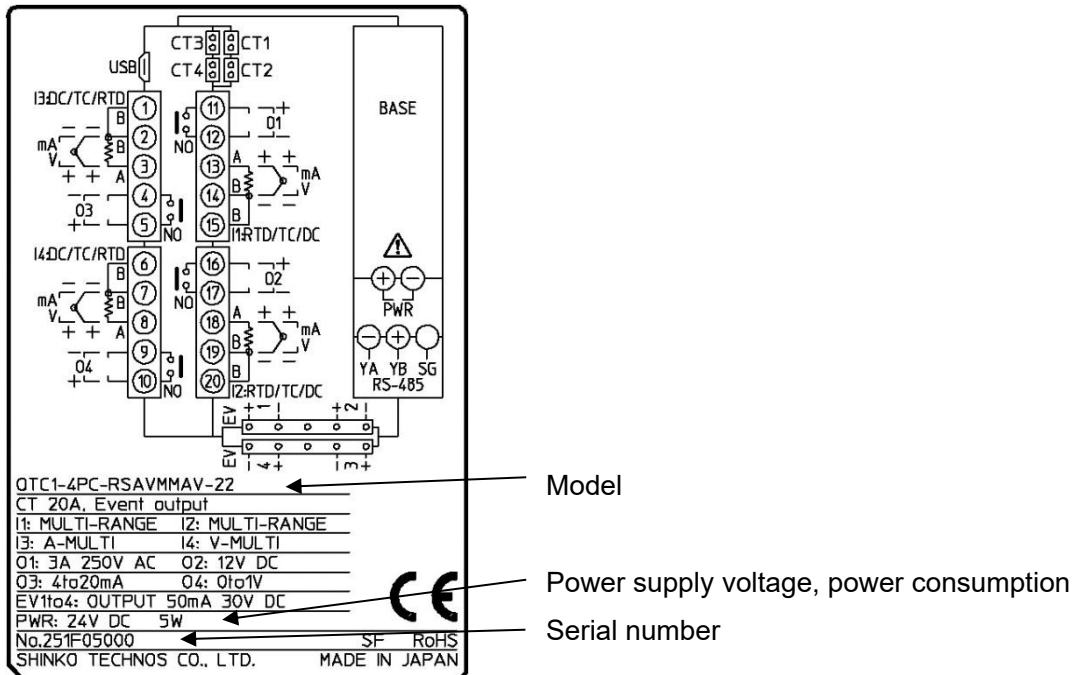 CT3 CT1
USB CT4 CT2
I3:DC/TC/RTD
B
mA B
V
+ + A
O3
+
NO
1
2
3
4
5
11
12
13
14
15
NO
+
O1
A + +
mA
B V
B
I1:RTD/TC/DC
I4:DC/TC/RTD
B
mA B
V
+ + A
O4
+
NO
6
7
8
9
10
16
17
18
19
20
NO
+
O2
A + +
mA
B V
B
I2:RTD/TC/DC
BASE
+ −
PWR
− +
YA YB SG
RS-485
EV + 1 − + 2 −
EV − 4 + − 3 +
QTC1-4PC-RSAVMMAV-22
Model
CT 20A, Event output
I1: MULTI-RANGE I2: MULTI-RANGE
I3: A-MULTI I4: V-MULTI
O1: 3A 250V AC O2: 12V DC
O3: 4to20mA O4: 0to1V
EV1to4: OUTPUT 50mA 30V DC
CE
PWR: 24V DC 5W
Power supply voltage, power consumption
No.251F05000 SF RoHS
Serial number
SHINKO TECHNOS CO., LTD. MADE IN JAPAN